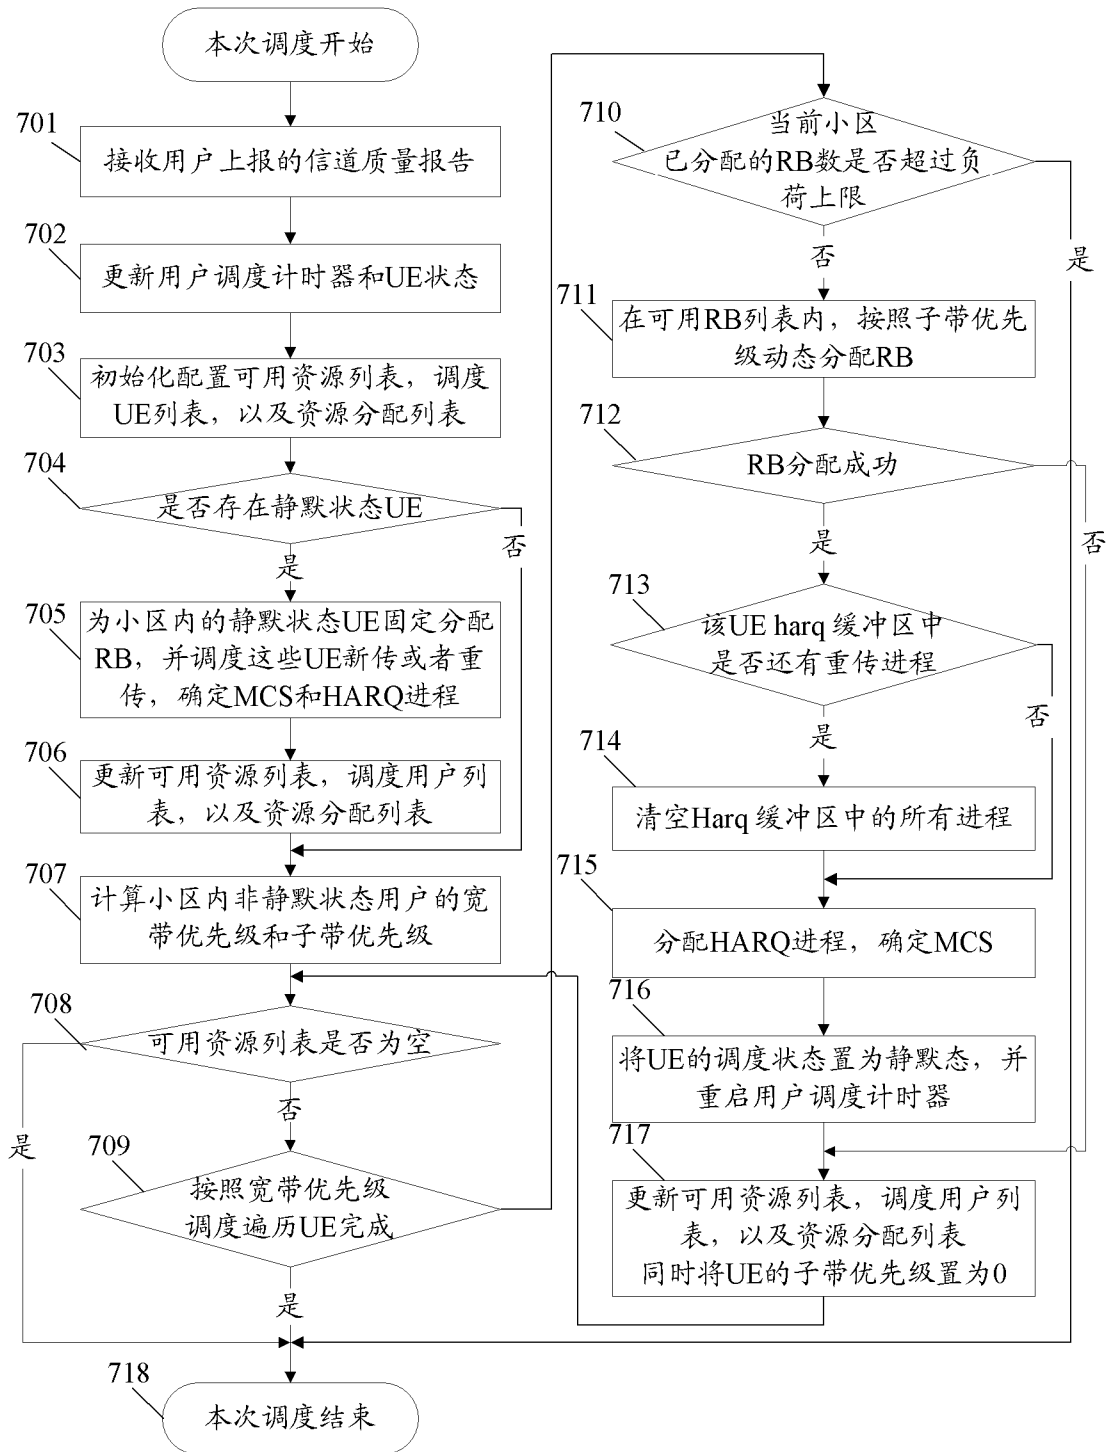 本次调度开始
701
接收用户上报的信道质量报告
702
更新用户调度计时器和UE状态
703
初始化配置可用资源列表，调度
UE列表，以及资源分配列表
704
是否存在静默状态UE
否
是
705
为小区内的静默状态UE固定分配
RB，并调度这些UE新传或者重
传，确定MCS和HARQ进程
706
更新可用资源列表，调度用户列
表，以及资源分配列表
707
计算小区内非静默状态用户的宽
带优先级和子带优先级
708
可用资源列表是否为空
否
是
709
按照宽带优先级
调度遍历UE完成
是
718
本次调度结束
710
当前小区
已分配的RB数是否超过负
荷上限
否
是
711
在可用RB列表内，按照子带优先
级动态分配RB
712
RB分配成功
是
否
713
该UE harq 缓冲区中
是否还有重传进程
否
是
714
清空Harq 缓冲区中的所有进程
715
分配HARQ进程，确定MCS
716
将UE的调度状态置为静默态，并
重启用户调度计时器
717
更新可用资源列表，调度用户列
表，以及资源分配列表
同时将UE的子带优先级置为0